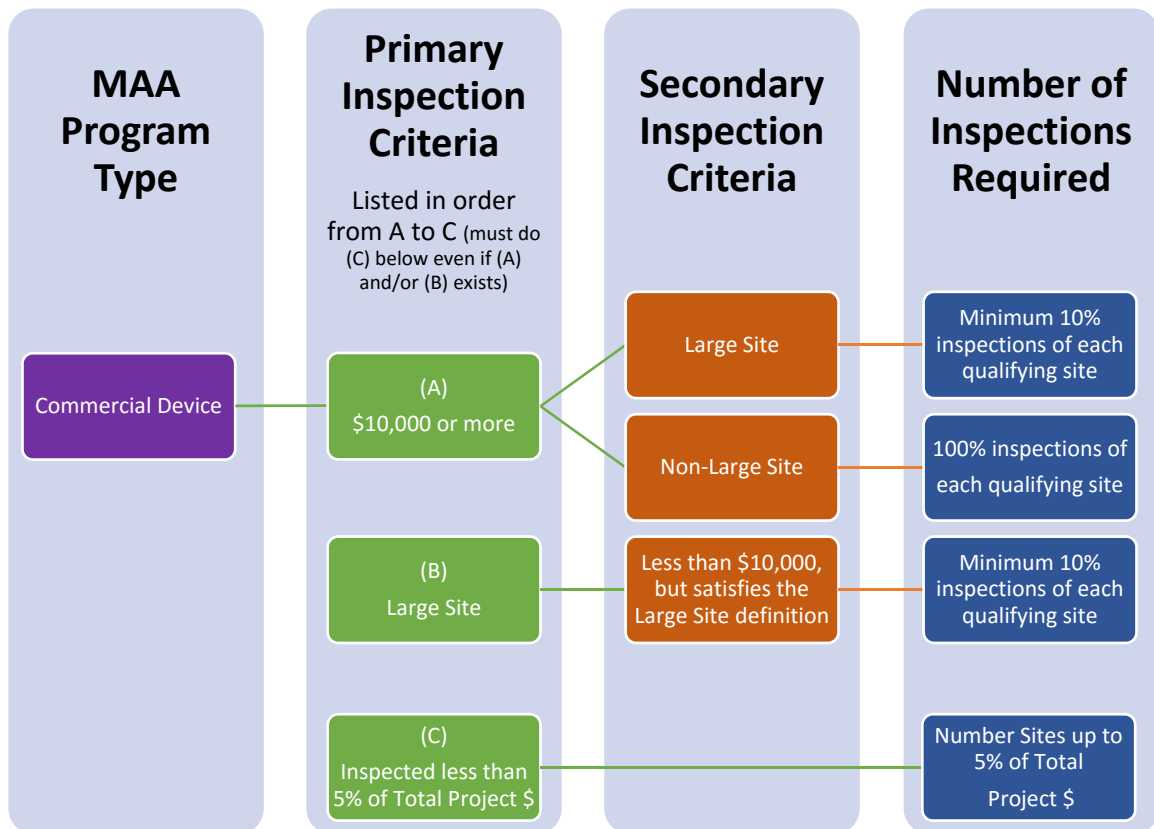 MAA
Program
Type
Primary
Inspection
Criteria
Listed in order
from A to C (must do
(C) below even if (A)
and/or (B) exists)
Secondary
Inspection
Criteria
Number of
Inspections
Required
Commercial Device
(A)
$10,000 or more
Large Site
Minimum 10%
inspections of each
qualifying site
Non-Large Site
100% inspections of
each qualifying site
(B)
Large Site
Less than $10,000,
but satisfies the
Large Site definition
Minimum 10%
inspections of each
qualifying site
(C)
Inspected less than
5% of Total Project $
Number Sites up to
5% of Total
Project $